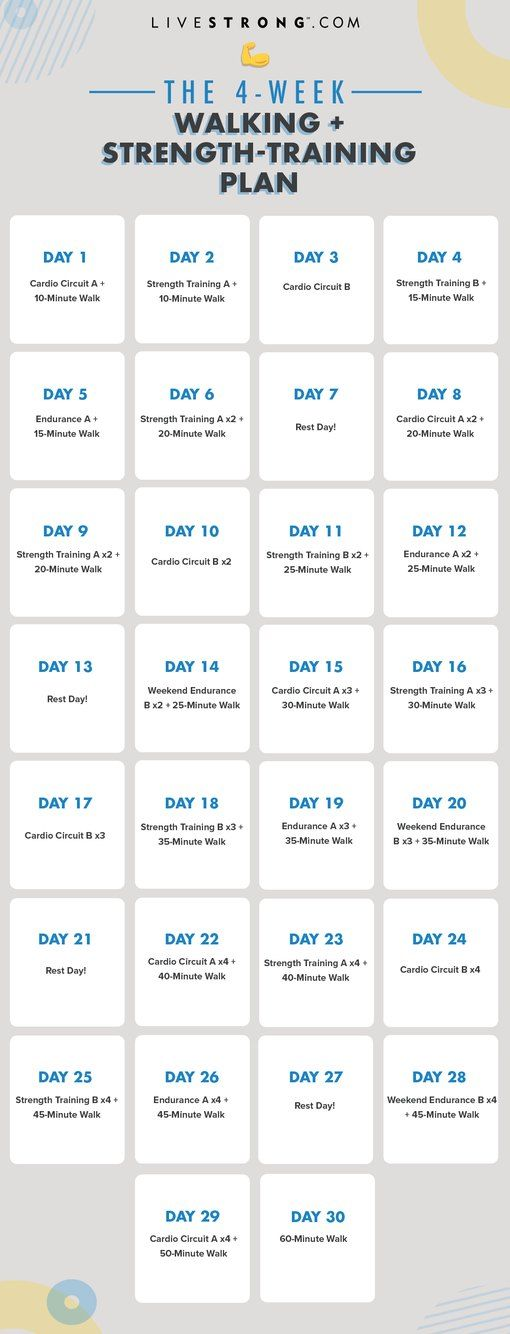 LIVESTRONG™.COM
THE 4-WEEK
WALKING +
STRENGTH-TRAINING
PLAN
DAY 1
Cardio Circuit A +
10-Minute Walk
DAY 2
Strength Training A +
10-Minute Walk
DAY 3
Cardio Circuit B
DAY 4
Strength Training B +
15-Minute Walk
DAY 5
Endurance A +
15-Minute Walk
DAY 6
Strength Training A x2 +
20-Minute Walk
DAY 7
Rest Day!
DAY 8
Cardio Circuit A x2 +
20-Minute Walk
DAY 9
Strength Training A x2 +
20-Minute Walk
DAY 10
Cardio Circuit B x2
DAY 11
Strength Training B x2 +
25-Minute Walk
DAY 12
Endurance A x2 +
25-Minute Walk
DAY 13
Rest Day!
DAY 14
Weekend Endurance
B x2 + 25-Minute Walk
DAY 15
Cardio Circuit A x3 +
30-Minute Walk
DAY 16
Strength Training A x3 +
30-Minute Walk
DAY 17
Cardio Circuit B x3
DAY 18
Strength Training B x3 +
35-Minute Walk
DAY 19
Endurance A x3 +
35-Minute Walk
DAY 20
Weekend Endurance
B x3 + 35-Minute Walk
DAY 21
Rest Day!
DAY 22
Cardio Circuit A x4 +
40-Minute Walk
DAY 23
Strength Training A x4 +
40-Minute Walk
DAY 24
Cardio Circuit B x4
DAY 25
Strength Training B x4 +
45-Minute Walk
DAY 26
Endurance A x4 +
45-Minute Walk
DAY 27
Rest Day!
DAY 28
Weekend Endurance B x4
+ 45-Minute Walk
DAY 29
Cardio Circuit A x4 +
50-Minute Walk
DAY 30
60-Minute Walk